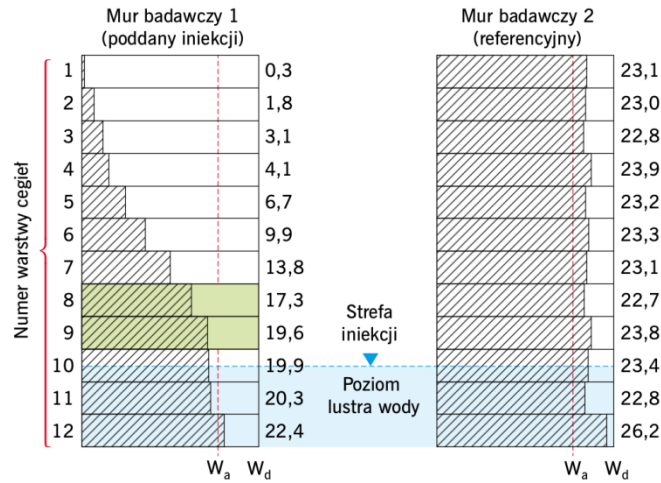 Mur badawczy 1
(poddany iniekcji)
Mur badawczy 2
(referencyjny)
Numer warstwy cegieł
1 0,3 23,1
2 1,8 23,0
3 3,1 22,8
4 4,1 23,9
5 6,7 23,2
6 9,9 23,3
7 13,8 23,1
8 17,3 22,7
9 19,6 23,8
10 19,9 23,4
11 20,3 22,8
12 22,4 26,2
Strefa
iniekcji
Poziom
lustra wody
Wa Wd Wa Wd